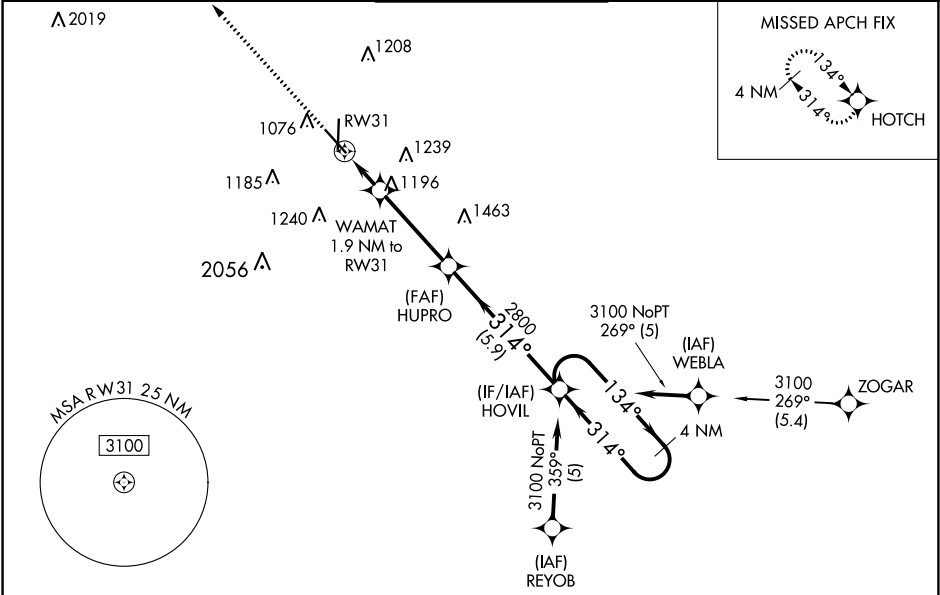 2019
1208
MISSED APCH FIX
134°
4 NM
314°
HOTCH
1076
RW31
1239
1185
1196
1240
WAMAT
1.9 NM to
RW31
1463
2056
(FAF)
HUPRO
2800
314°
(5.9)
3100 NoPT
269° (5)
(IAF)
WEBLA
(IF/IAF)
HOVIL
134°
314°
4 NM
3100
269°
(5.4)
ZOGAR
MSA RW31 25 NM
3100
3100 NoPT
359°
(5)
(IAF)
REYOB